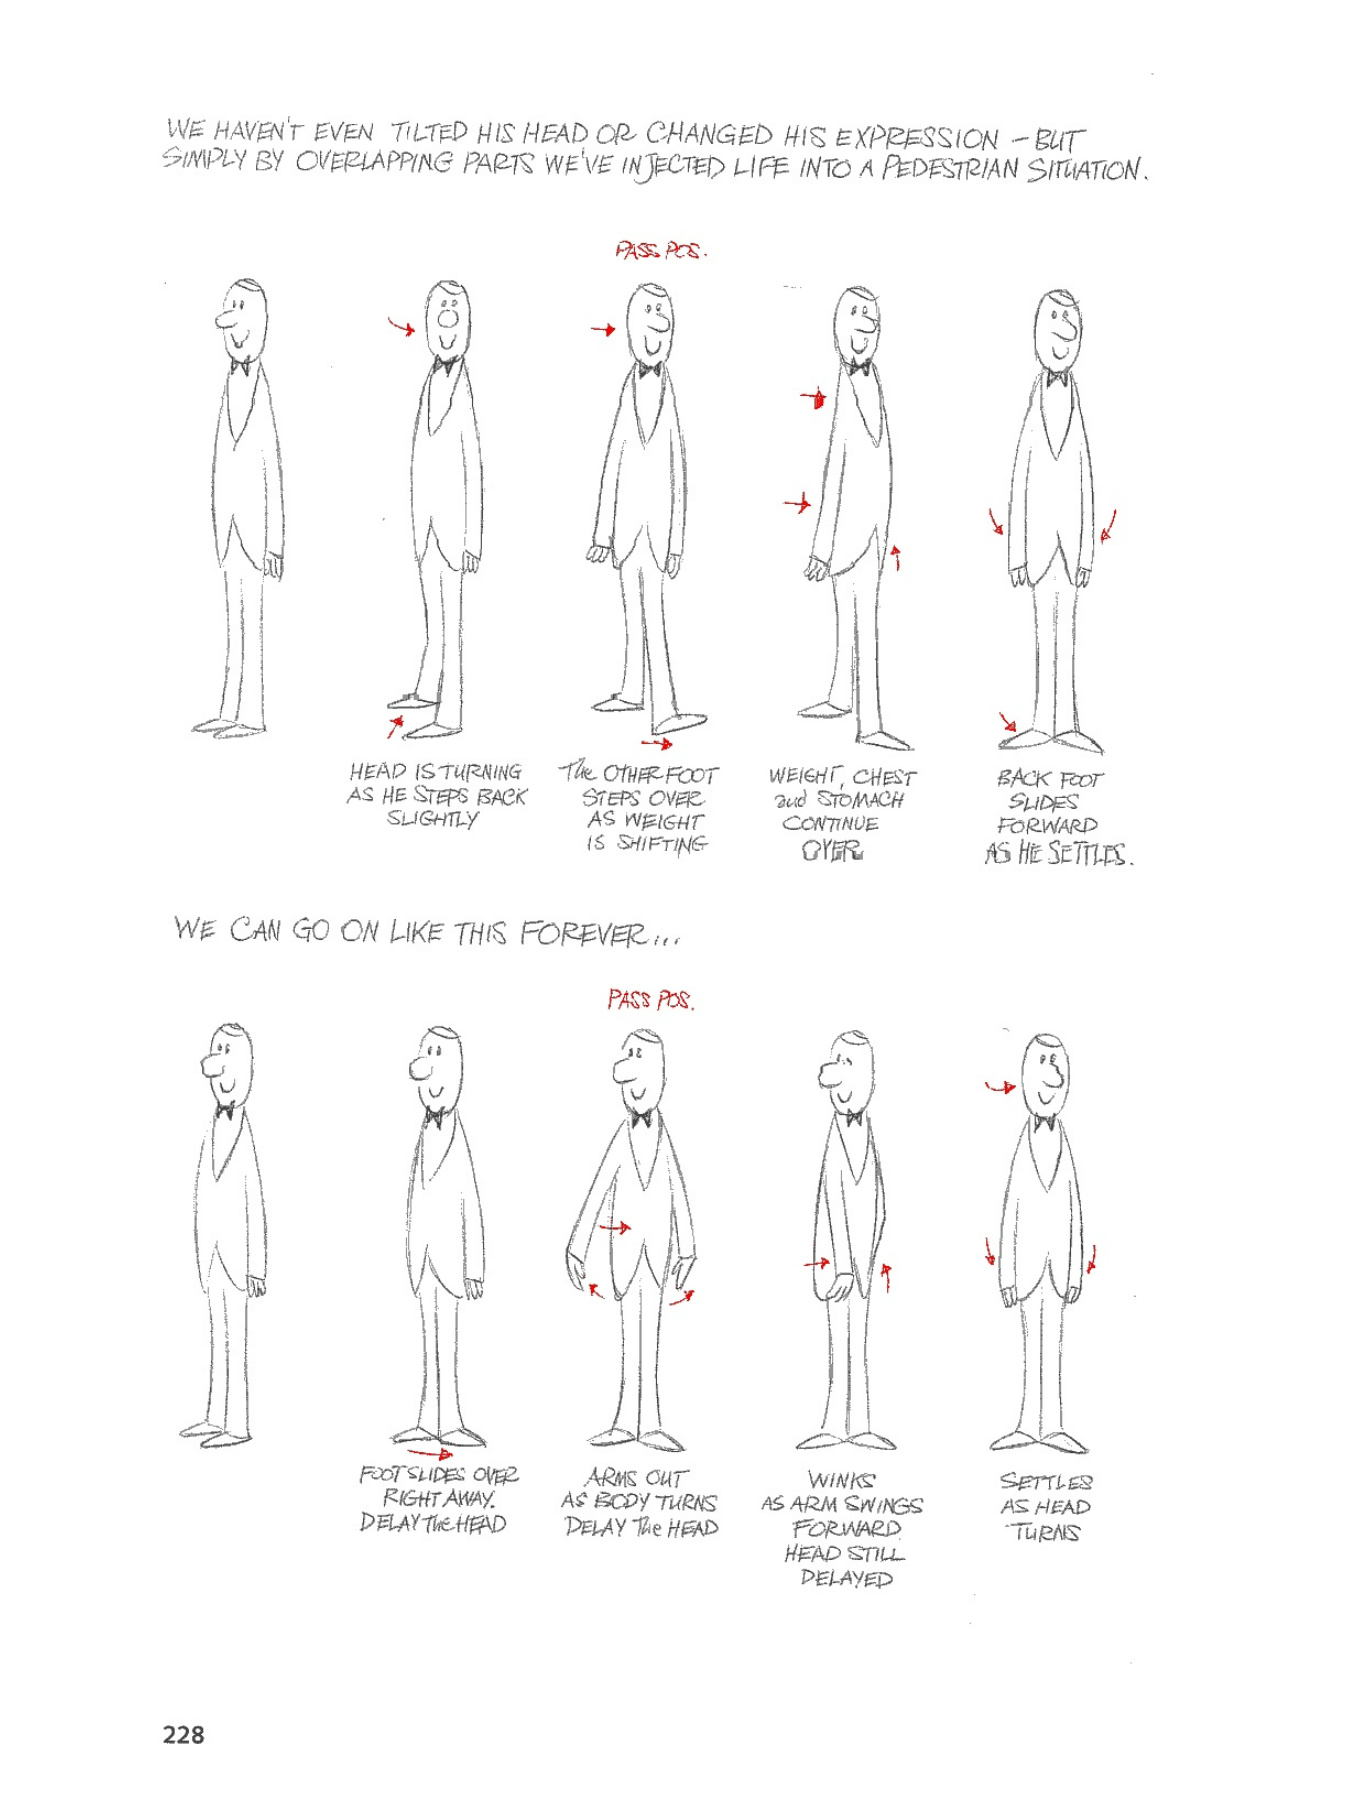 WE HAVEN'T EVEN TILTED HIS HEAD OR CHANGED HIS EXPRESSION – BUT
SIMPLY BY OVERLAPPING PARTS WE'VE INJECTED LIFE INTO A PEDESTRIAN SITUATION.
PASS POS.
HEAD IS TURNING
AS HE STEPS BACK
SLIGHTLY
The OTHER FOOT
STEPS OVER
AS WEIGHT
IS SHIFTING
WEIGHT, CHEST
and STOMACH
CONTINUE
OVER
BACK FOOT
SLIDES
FORWARD
AS HE SETTLES.
WE CAN GO ON LIKE THIS FOREVER...
PASS POS.
FOOT SLIDES OVER
RIGHT AWAY.
DELAY The HEAD
ARMS OUT
AS BODY TURNS
DELAY The HEAD
WINKS
AS ARM SWINGS
FORWARD.
HEAD STILL
DELAYED
SETTLES
AS HEAD
TURNS
228